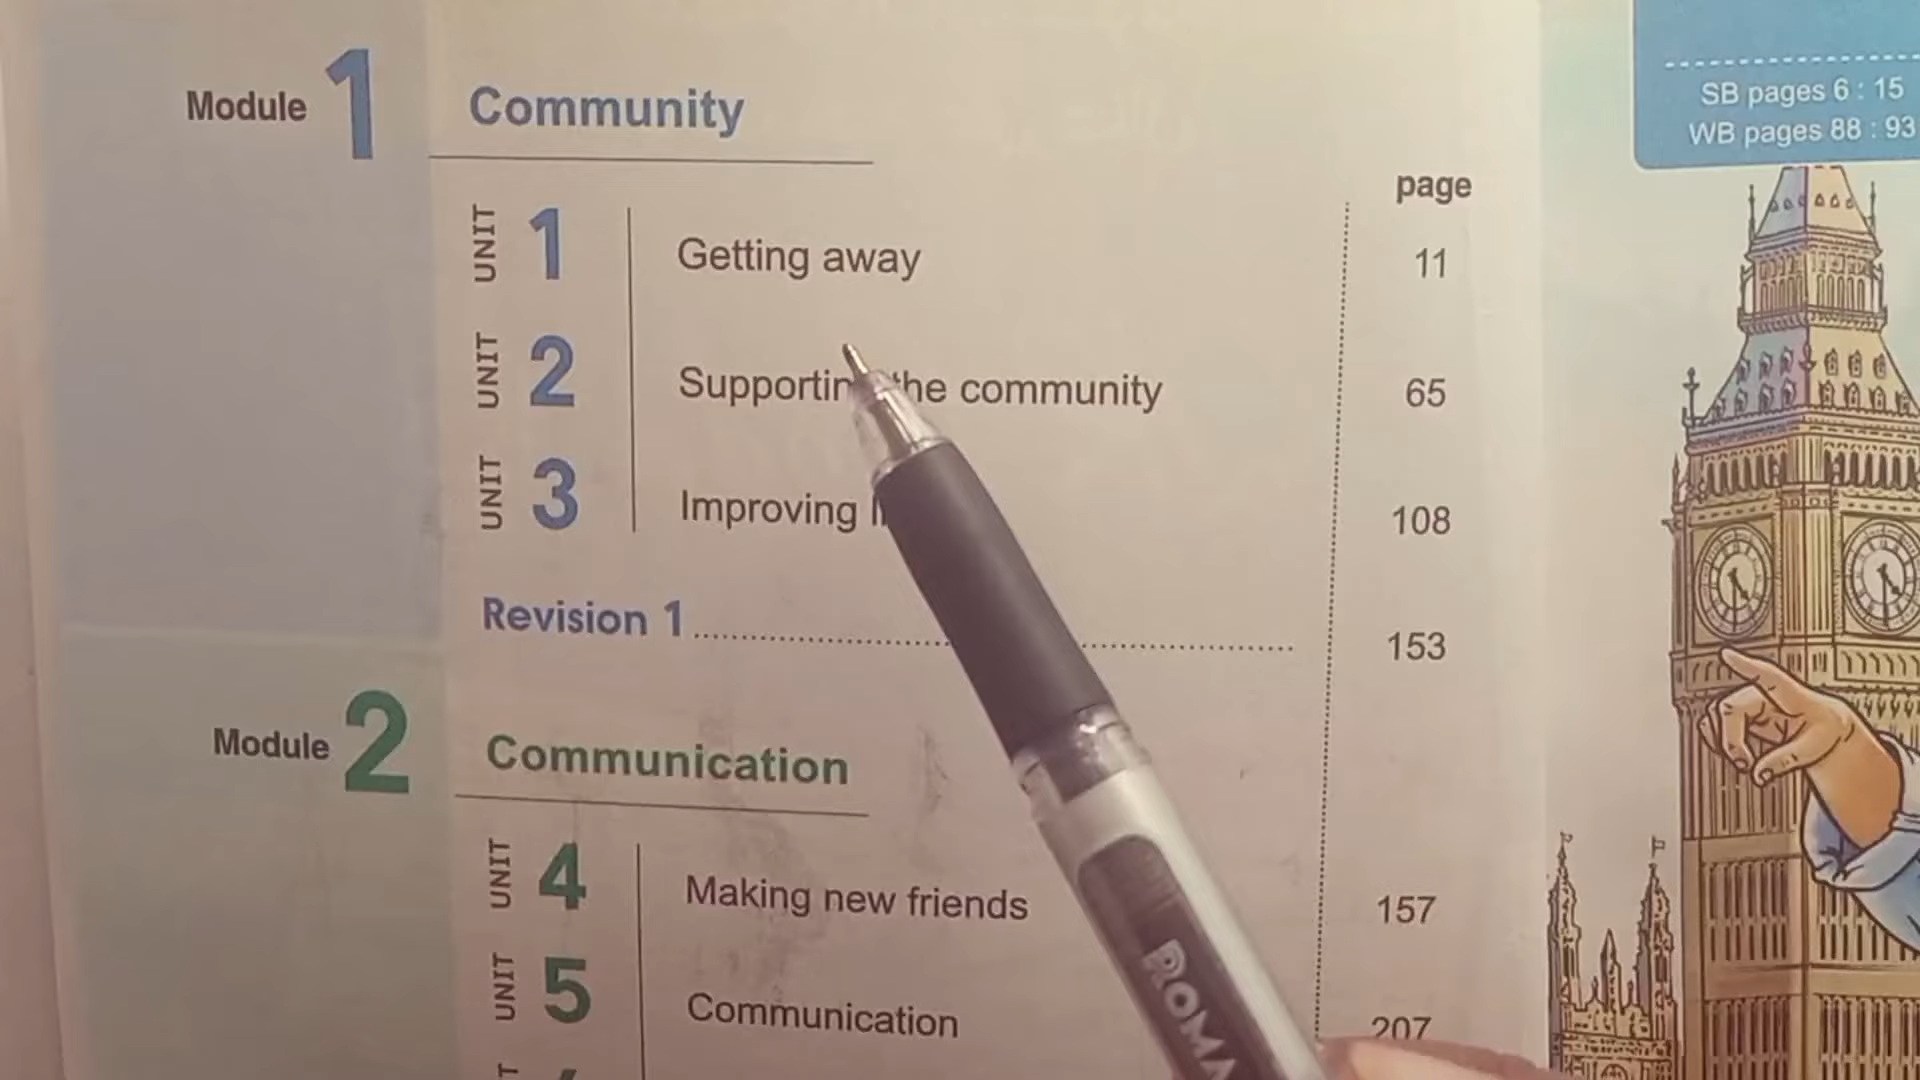 Module 1 Community
SB pages 6 : 15
WB pages 88 : 93
page
UNIT 1 Getting away 11
UNIT 2 Supporting the community 65
UNIT 3 Improving 108
Revision 1 153
Module 2 Communication
UNIT 4 Making new friends 157
UNIT 5 Communication 207
ROMA